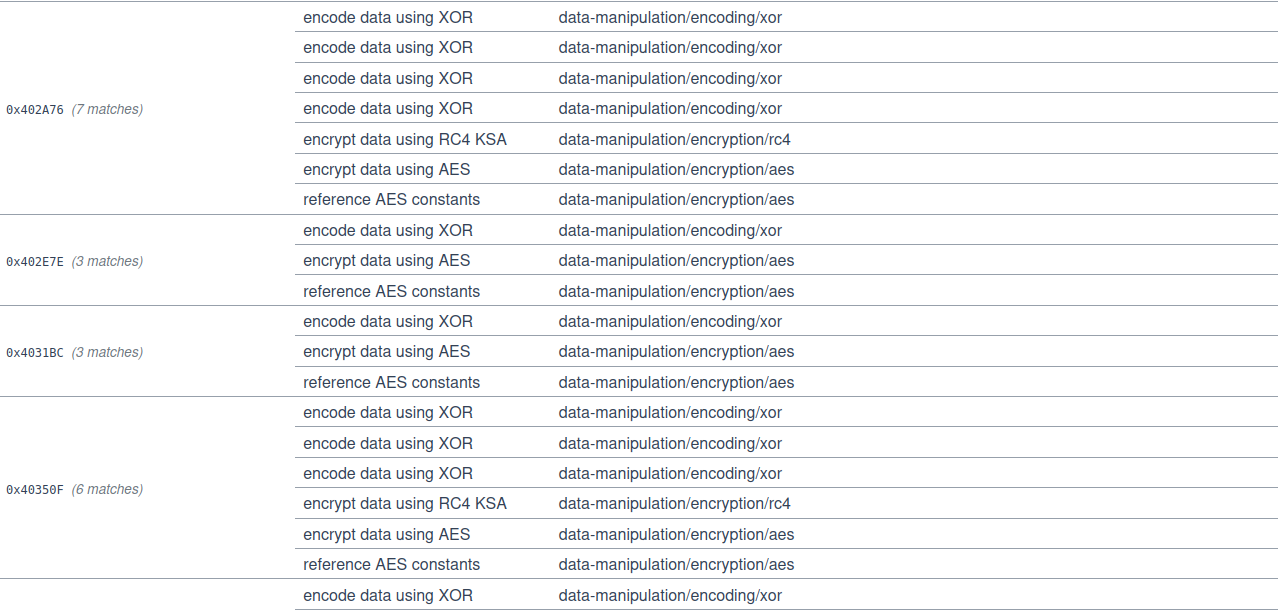 encode data using XOR data-manipulation/encoding/xor
encode data using XOR data-manipulation/encoding/xor
encode data using XOR data-manipulation/encoding/xor
0x402A76 (7 matches) encode data using XOR data-manipulation/encoding/xor
encrypt data using RC4 KSA data-manipulation/encryption/rc4
encrypt data using AES data-manipulation/encryption/aes
reference AES constants data-manipulation/encryption/aes
encode data using XOR data-manipulation/encoding/xor
0x402E7E (3 matches) encrypt data using AES data-manipulation/encryption/aes
reference AES constants data-manipulation/encryption/aes
encode data using XOR data-manipulation/encoding/xor
0x4031BC (3 matches) encrypt data using AES data-manipulation/encryption/aes
reference AES constants data-manipulation/encryption/aes
encode data using XOR data-manipulation/encoding/xor
encode data using XOR data-manipulation/encoding/xor
encode data using XOR data-manipulation/encoding/xor
0x40350F (6 matches) encrypt data using RC4 KSA data-manipulation/encryption/rc4
encrypt data using AES data-manipulation/encryption/aes
reference AES constants data-manipulation/encryption/aes
encode data using XOR data-manipulation/encoding/xor